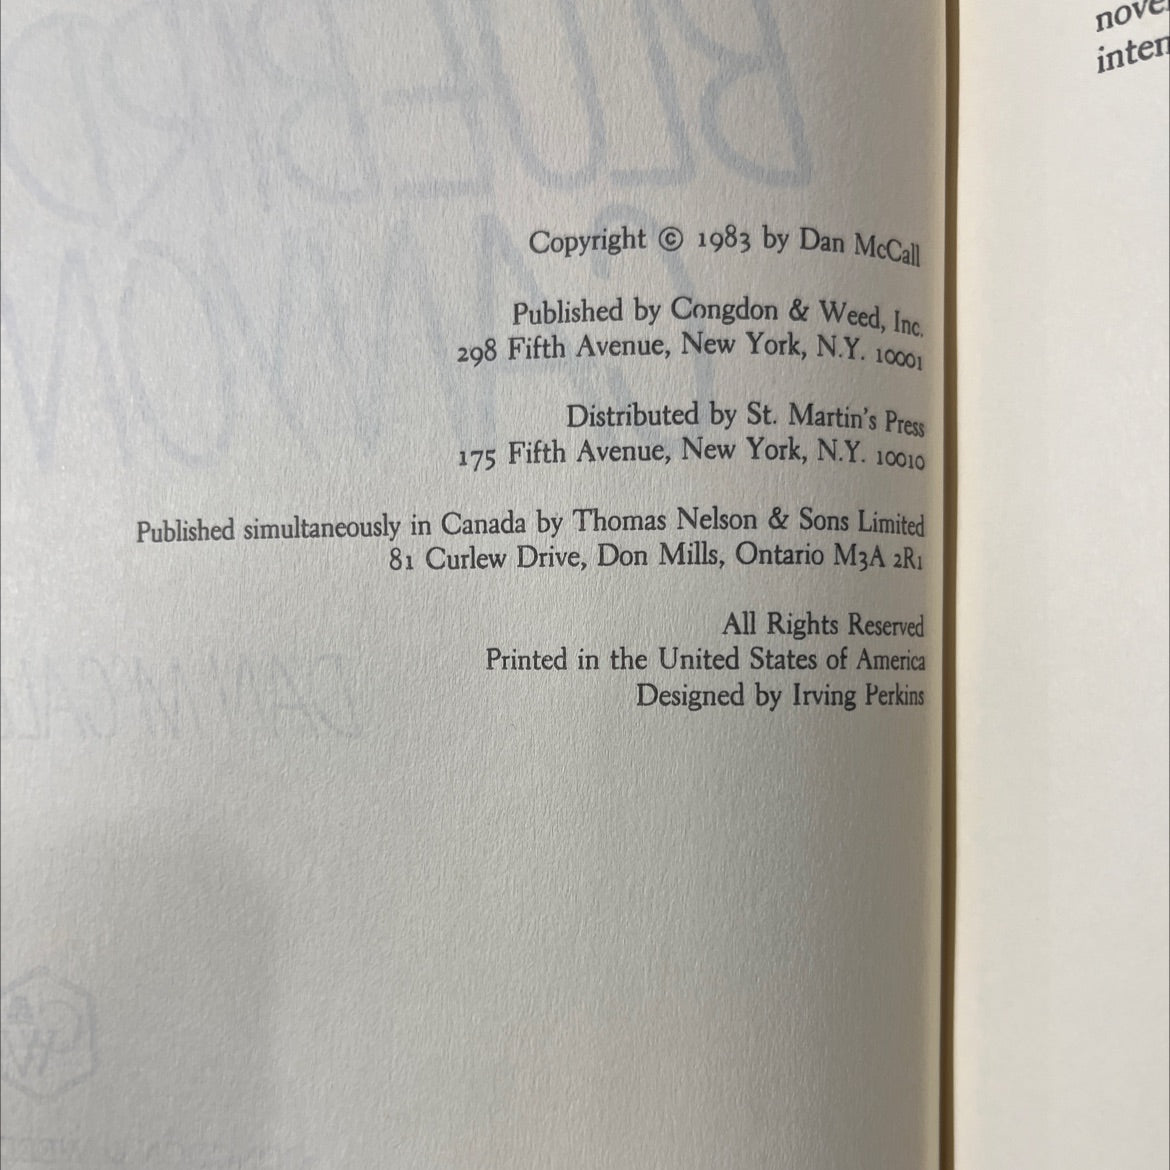 Copyright © 1983 by Dan McCall
Published by Congdon & Weed, Inc.
298 Fifth Avenue, New York, N.Y. 10001
Distributed by St. Martin's Press
175 Fifth Avenue, New York, N.Y. 10010
Published simultaneously in Canada by Thomas Nelson & Sons Limited
81 Curlew Drive, Don Mills, Ontario M3A 2R1
All Rights Reserved
Printed in the United States of America
Designed by Irving Perkins